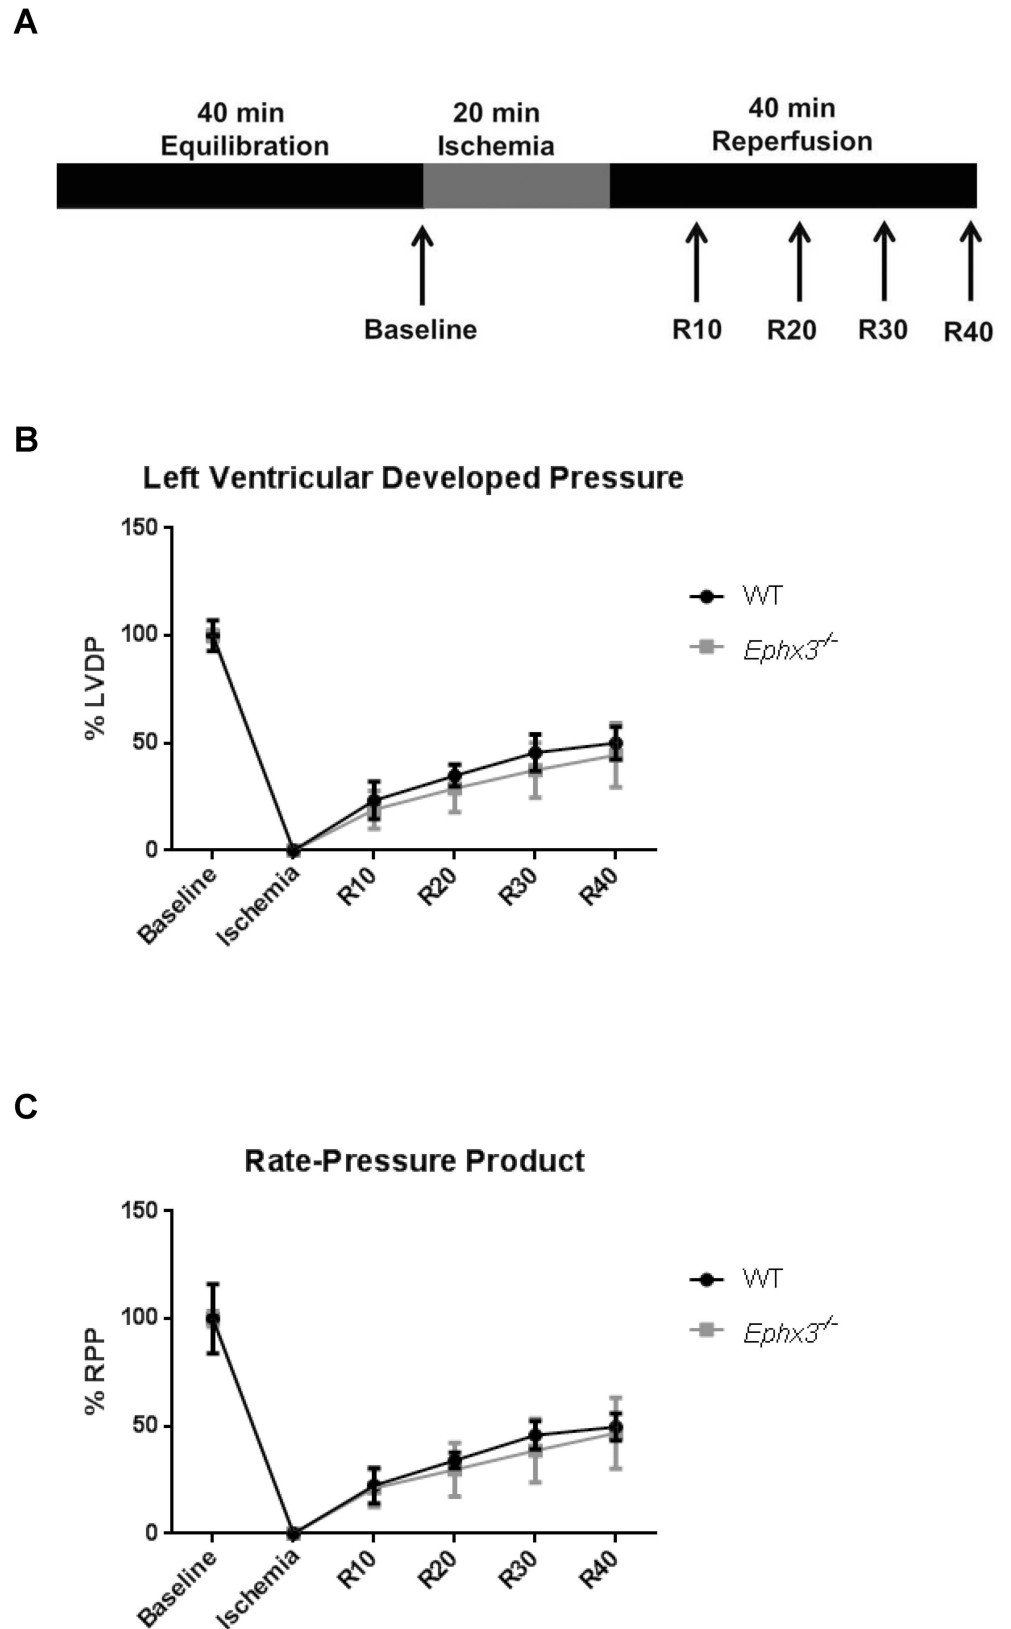 A
40 min
Equilibration
20 min
Ischemia
40 min
Reperfusion
Baseline
R10
R20
R30
R40
B
Left Ventricular Developed Pressure
150
100
50
0
% LVDP
Baseline
Ischemia
R10
R20
R30
R40
WT
Ephx3-/-
C
Rate-Pressure Product
150
100
50
0
% RPP
Baseline
Ischemia
R10
R20
R30
R40
WT
Ephx3-/-